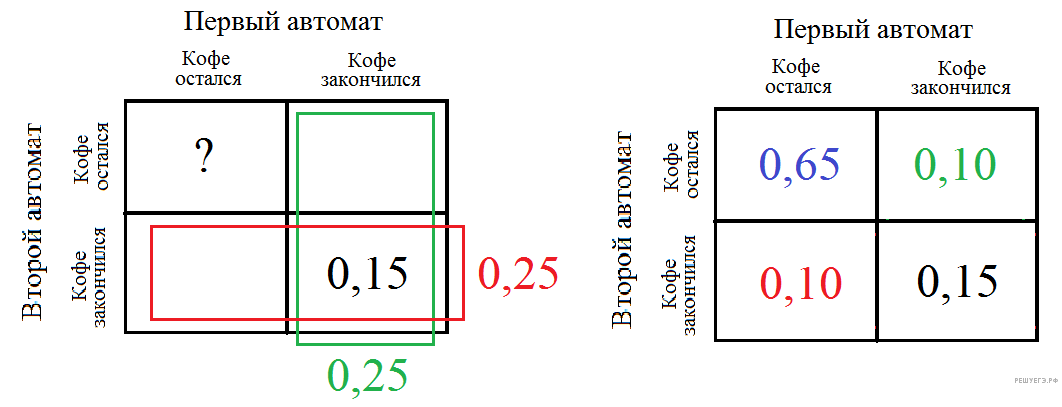 Первый автомат
Кофе
остался
Кофе
закончился
Второй автомат
Кофе
остался
Кофе
закончился
?
0,15
0,25
0,25
Первый автомат
Кофе
остался
Кофе
закончился
Второй автомат
Кофе
остался
Кофе
закончился
0,65
0,10
0,10
0,15
РЕШУЕГЭ.РФ